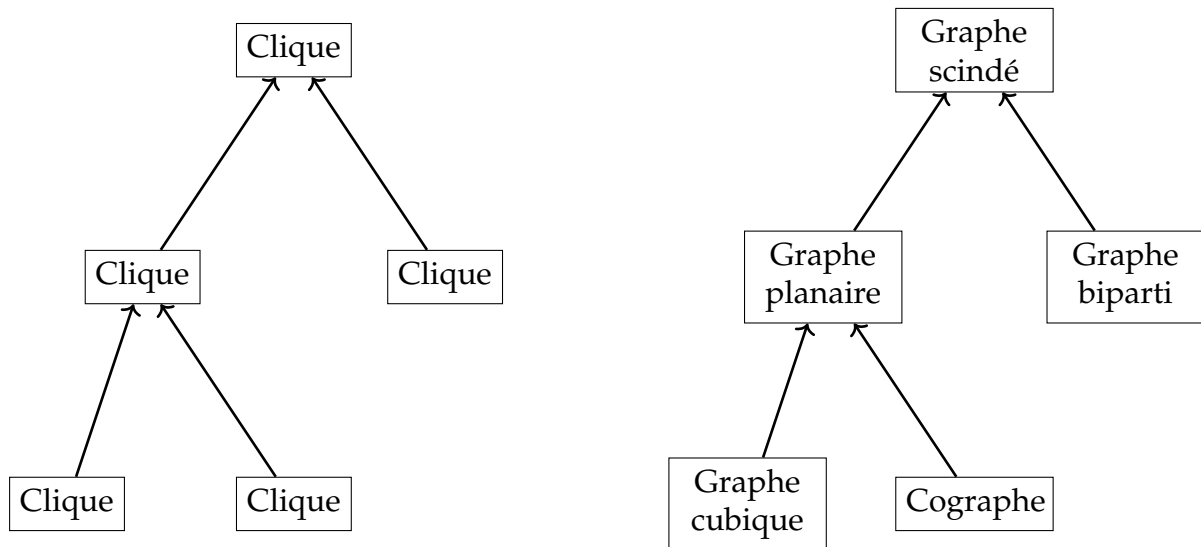 Clique
Clique
Clique
Clique
Clique
Graphe
scindé
Graphe
planaire
Graphe
biparti
Graphe
cubique
Cographe